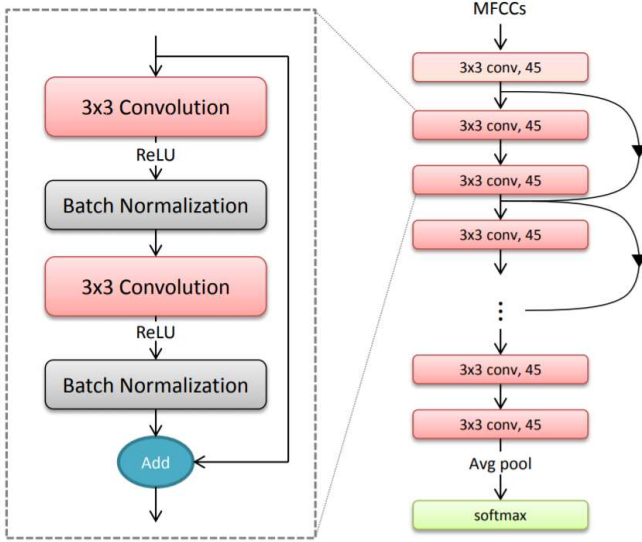 3x3 Convolution
ReLU
Batch Normalization
3x3 Convolution
ReLU
Batch Normalization
Add
MFCCs
3x3 conv, 45
3x3 conv, 45
3x3 conv, 45
3x3 conv, 45
⋮
3x3 conv, 45
3x3 conv, 45
Avg pool
softmax